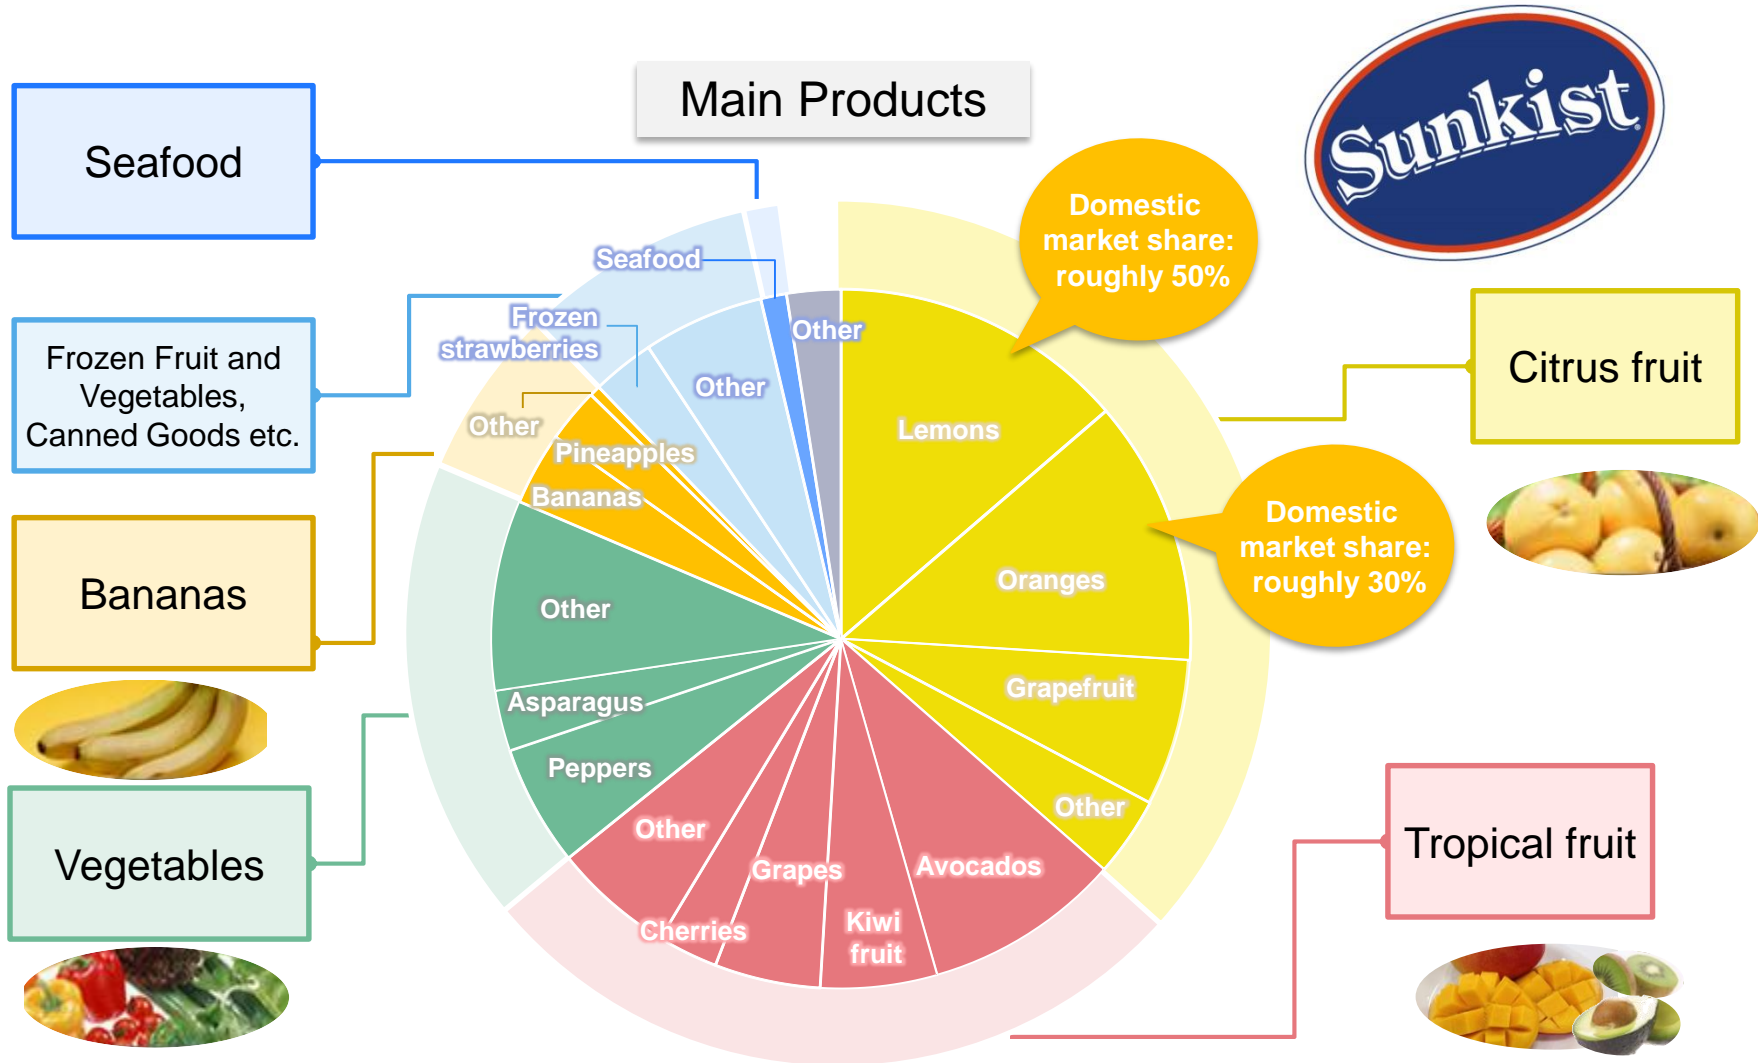 Main Products
Sunkist
Seafood
Frozen Fruit and
Vegetables,
Canned Goods etc.
Bananas
Vegetables
Citrus fruit
Tropical fruit
Domestic
market share:
roughly 50%
Domestic
market share:
roughly 30%
Lemons
Oranges
Grapefruit
Other
Avocados
Kiwi
fruit
Grapes
Cherries
Other
Peppers
Asparagus
Other
Bananas
Pineapples
Other
Frozen
strawberries
Other
Seafood
Other